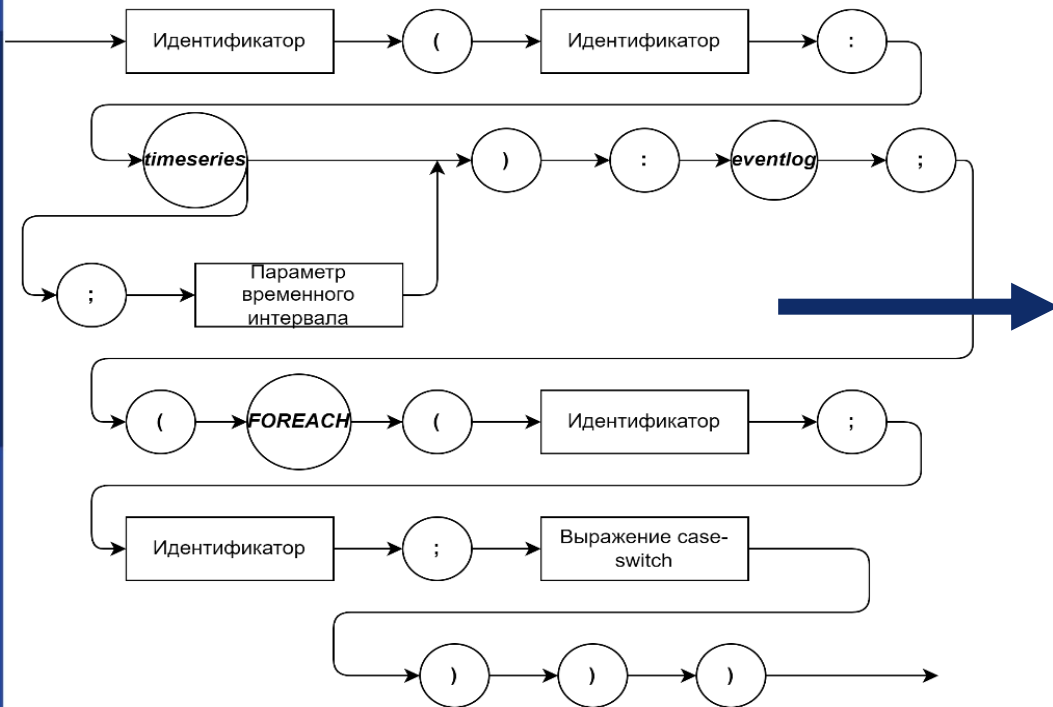 Идентификатор ( Идентификатор :
timeseries ) : eventlog ;
; Параметр
временного
интервала
( FOREACH ( Идентификатор ;
Идентификатор ; Выражение case-
switch
) ) )